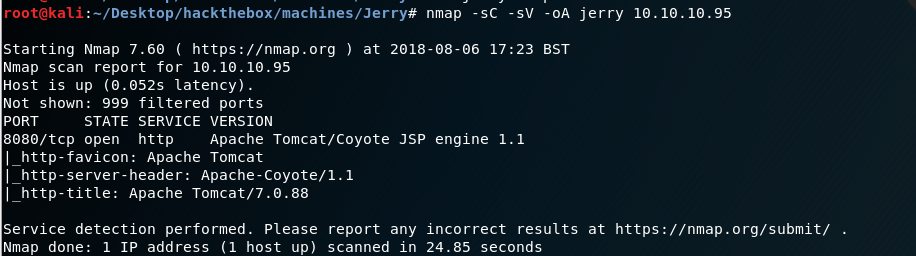 root@kali:~/Desktop/hackthebox/machines/Jerry# nmap -sC -sV -oA jerry 10.10.10.95
Starting Nmap 7.60 ( https://nmap.org ) at 2018-08-06 17:23 BST
Nmap scan report for 10.10.10.95
Host is up (0.052s latency).
Not shown: 999 filtered ports
PORT     STATE SERVICE VERSION
8080/tcp open  http    Apache Tomcat/Coyote JSP engine 1.1
|_http-favicon: Apache Tomcat
|_http-server-header: Apache-Coyote/1.1
|_http-title: Apache Tomcat/7.0.88
Service detection performed. Please report any incorrect results at https://nmap.org/submit/ .
Nmap done: 1 IP address (1 host up) scanned in 24.85 seconds